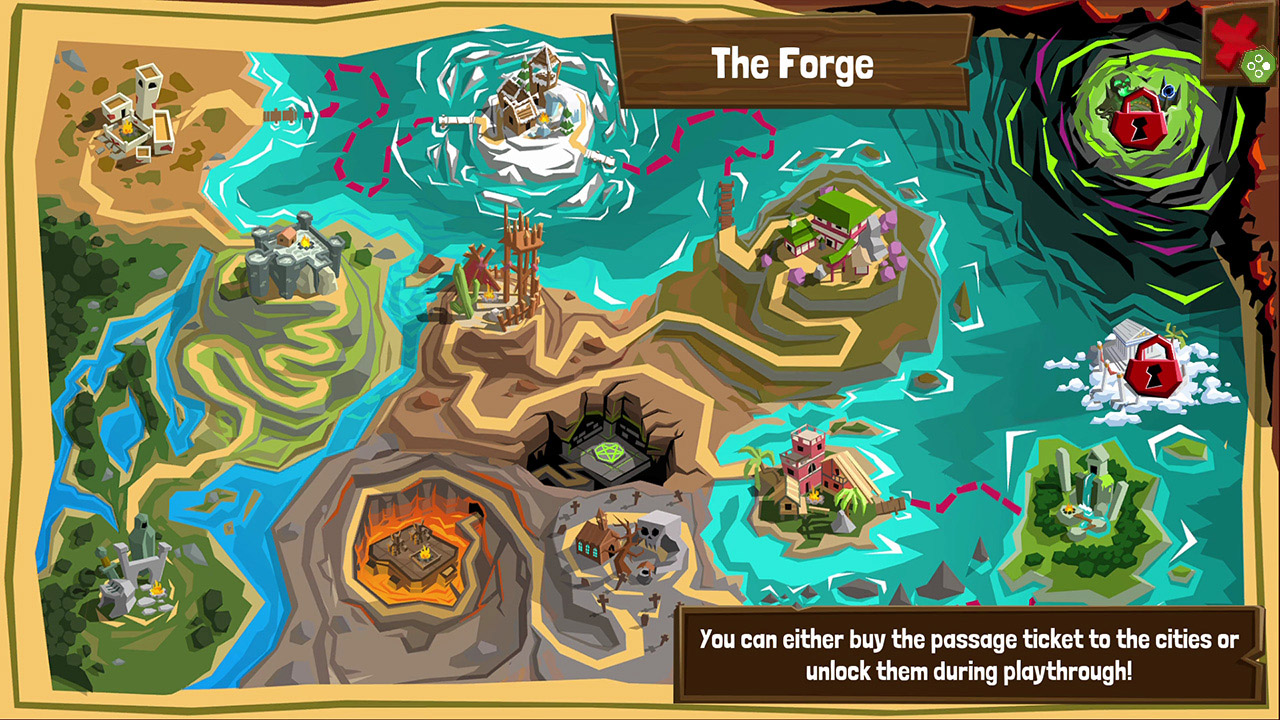 The Forge
You can either buy the passage ticket to the cities or
unlock them during playthrough!